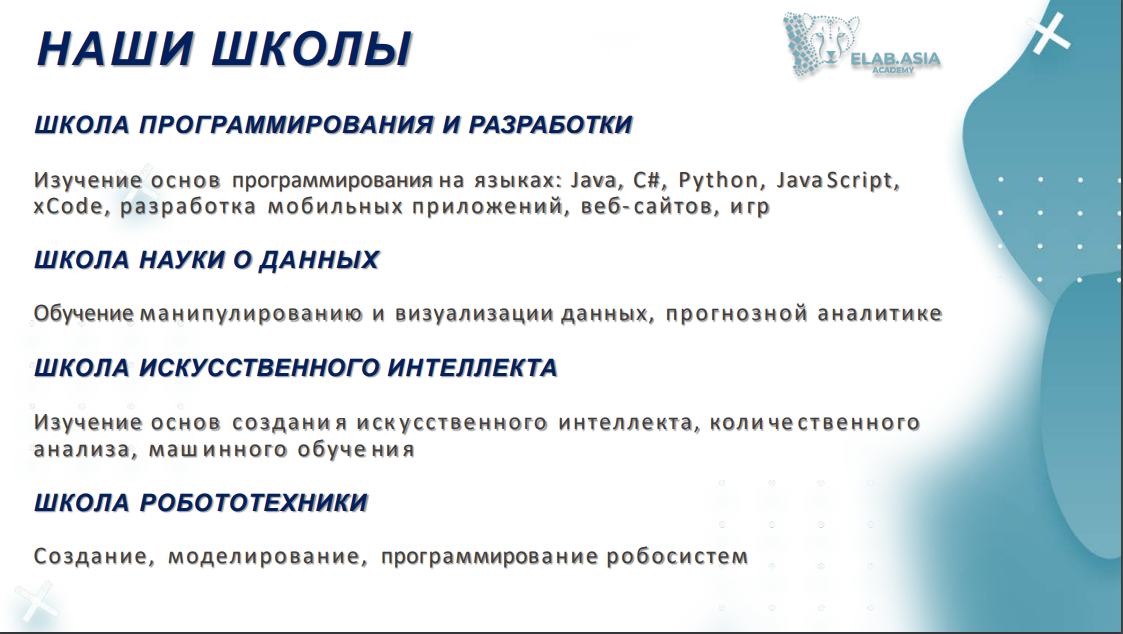 НАШИ ШКОЛЫ
ELAB.ASIA
ACADEMY
ШКОЛА ПРОГРАММИРОВАНИЯ И РАЗРАБОТКИ
Изучение основ программирования на языках: Java, C#, Python, JavaScript,
xCode, разработка мобильных приложений, веб-сайтов, игр
ШКОЛА НАУКИ О ДАННЫХ
Обучение манипулированию и визуализации данных, прогнозной аналитике
ШКОЛА ИСКУССТВЕННОГО ИНТЕЛЛЕКТА
Изучение основ создания искусственного интеллекта, количественного
анализа, машинного обучения
ШКОЛА РОБОТОТЕХНИКИ
Создание, моделирование, программирование робосистем